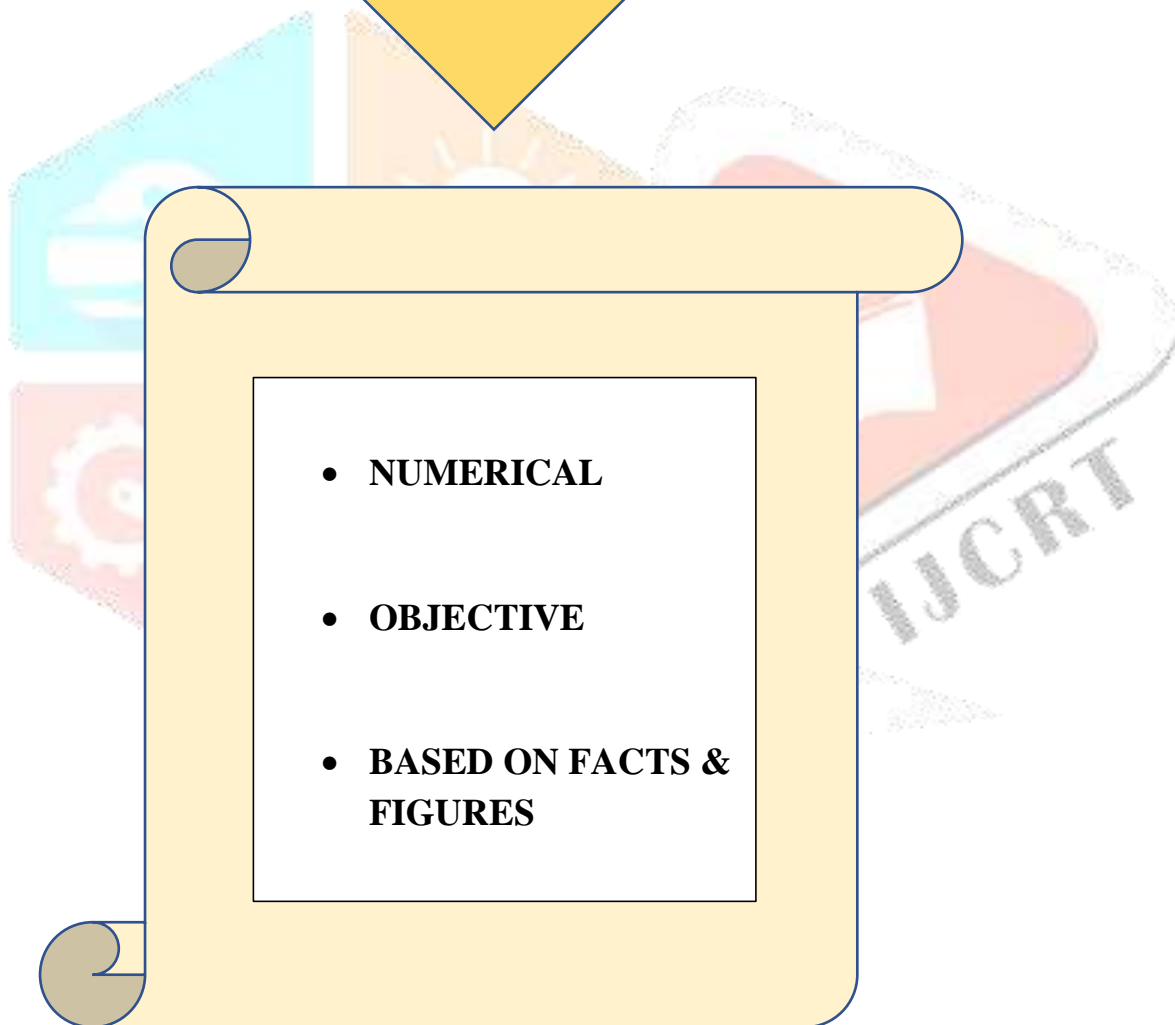 • NUMERICAL
• OBJECTIVE
• BASED ON FACTS &
FIGURES
IJCRT